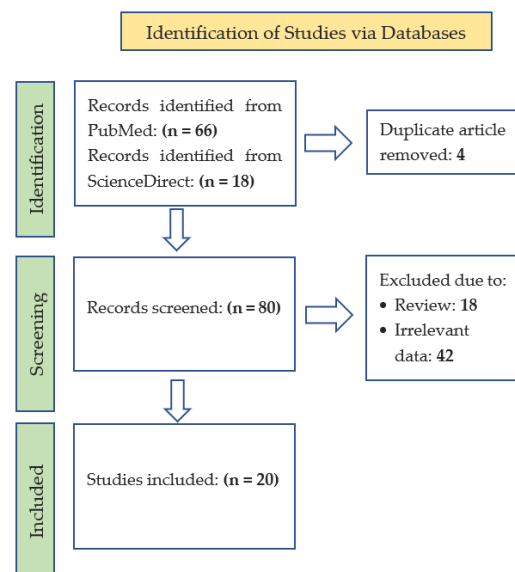 Identification of Studies via Databases
Identification
Records identified from
PubMed: (n = 66)
Records identified from
ScienceDirect: (n = 18)
Duplicate article
removed: 4
Screening
Records screened: (n = 80)
Excluded due to:
• Review: 18
• Irrelevant
data: 42
Included
Studies included: (n = 20)